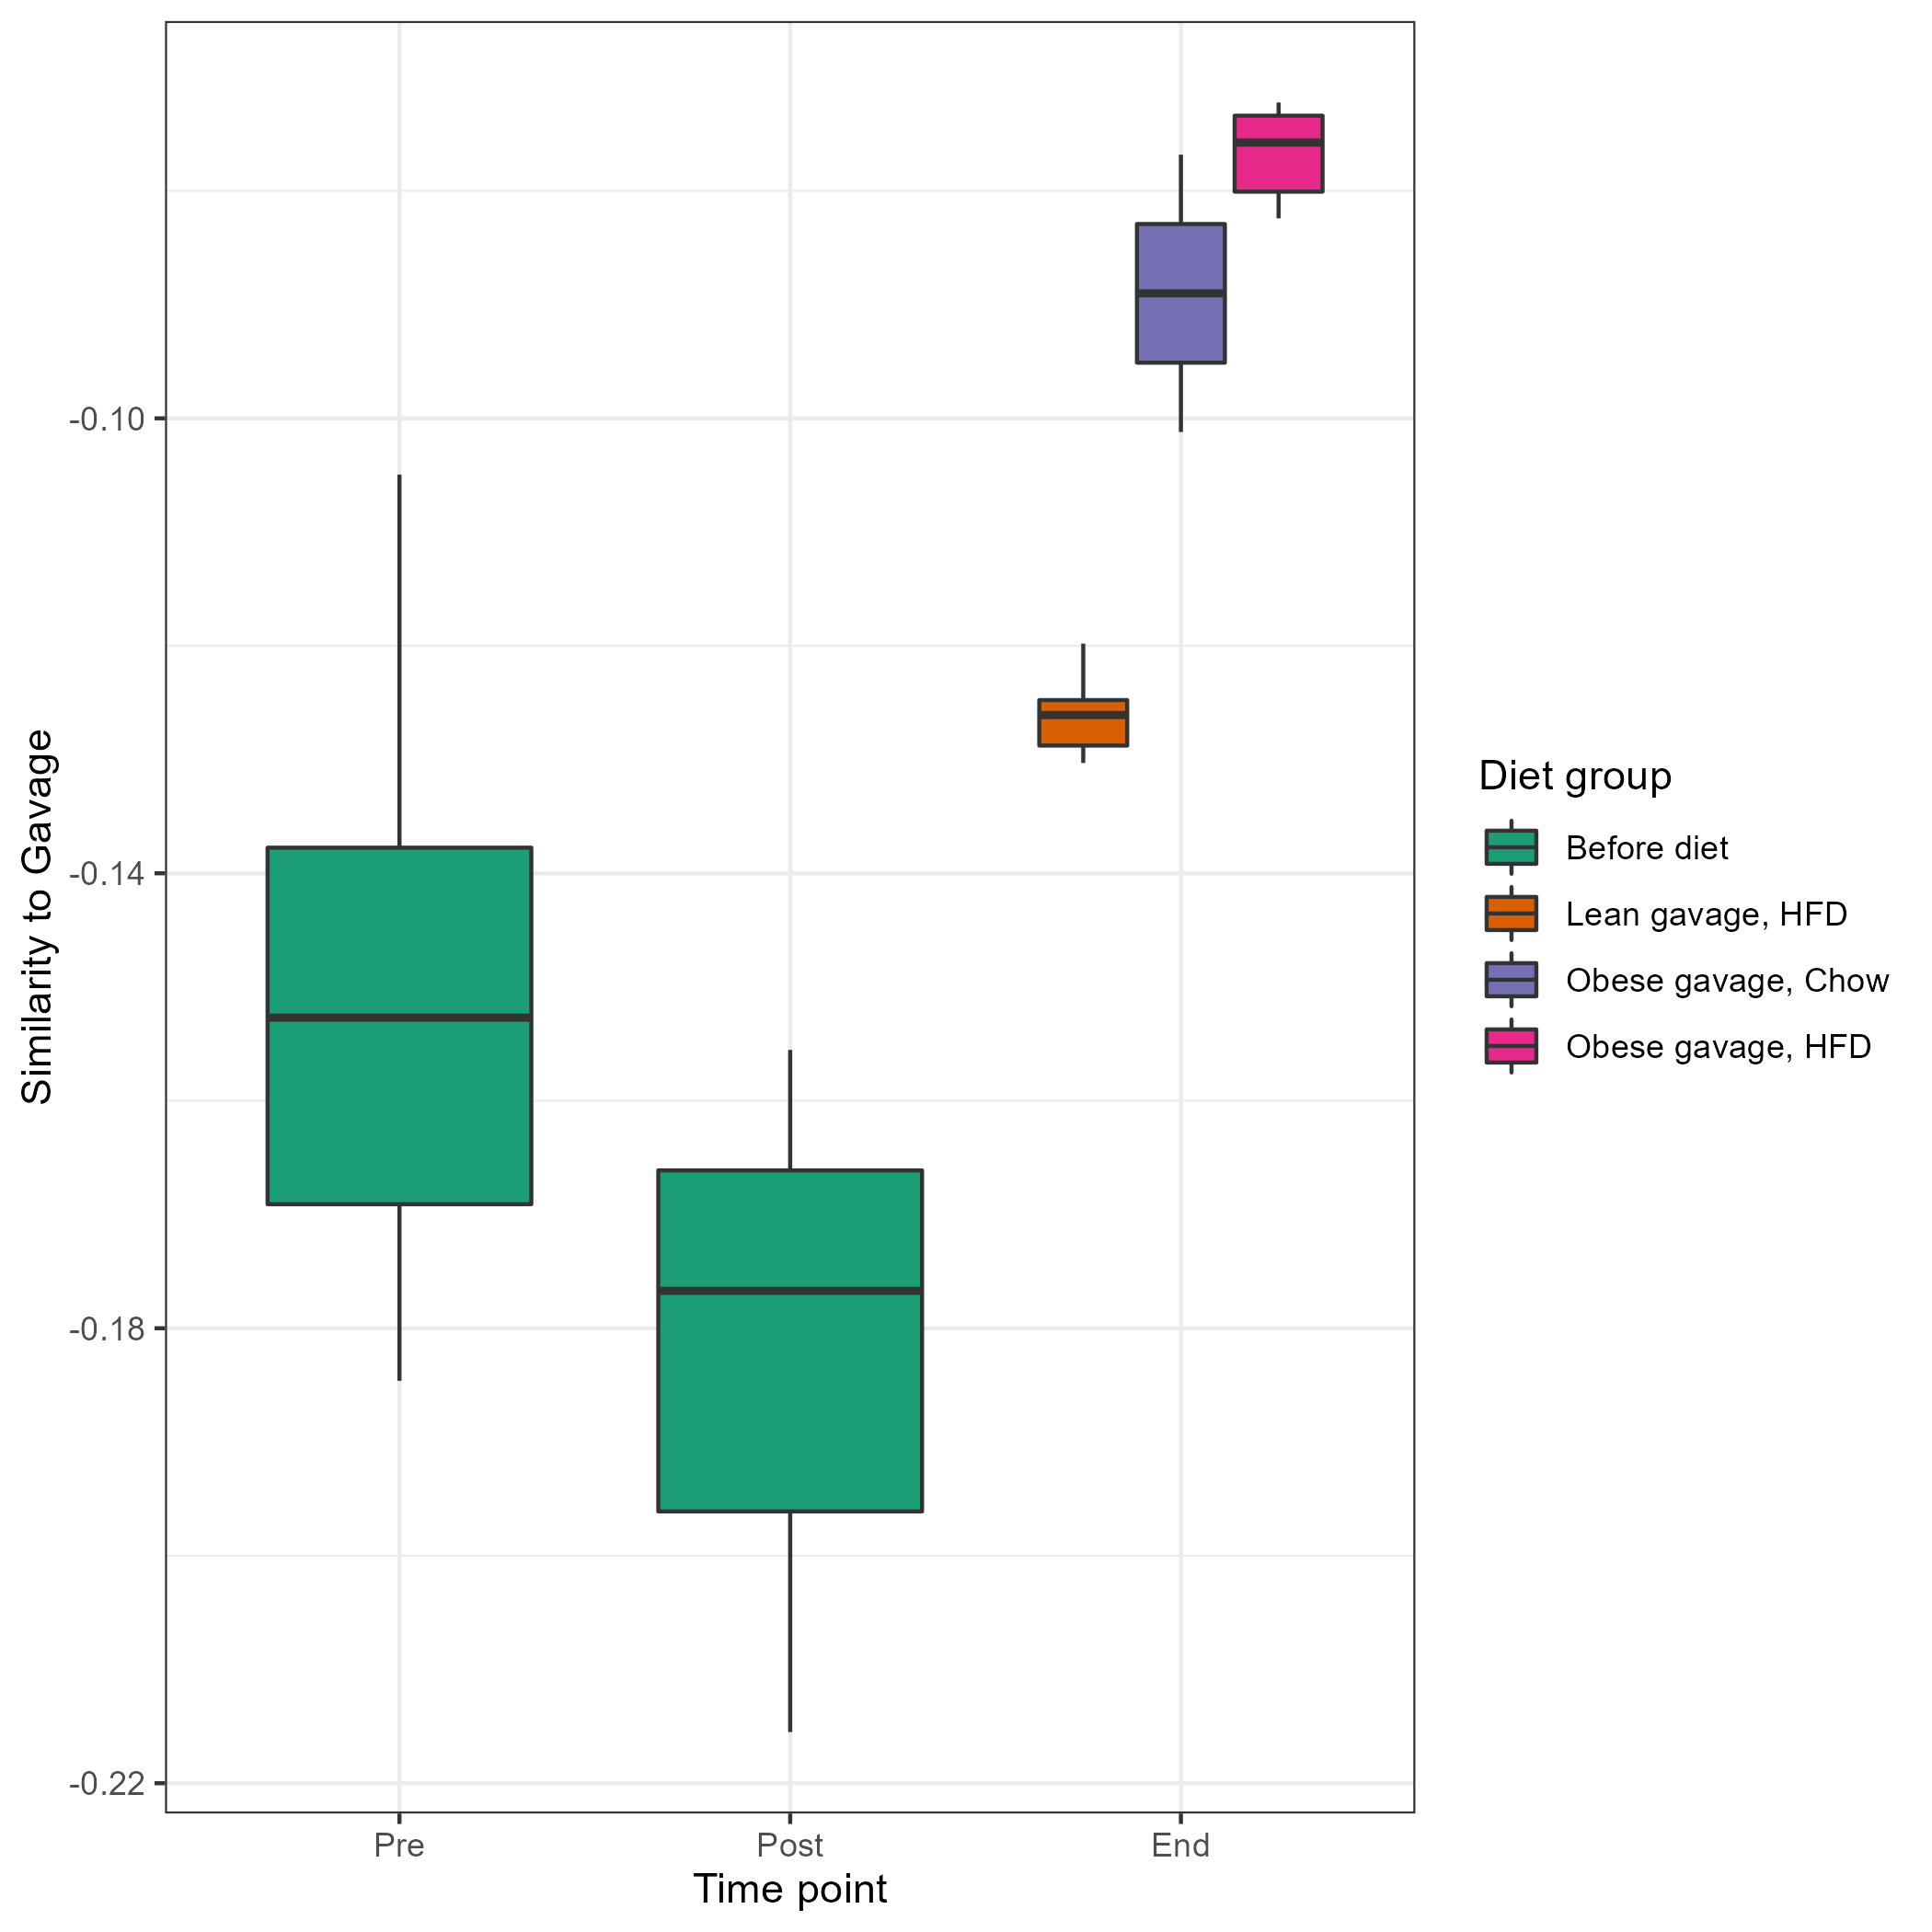 Similarity to Gavage
-0.10
-0.14
-0.18
-0.22
Pre
Post
End
Time point
Diet group
Before diet
Lean gavage, HFD
Obese gavage, Chow
Obese gavage, HFD